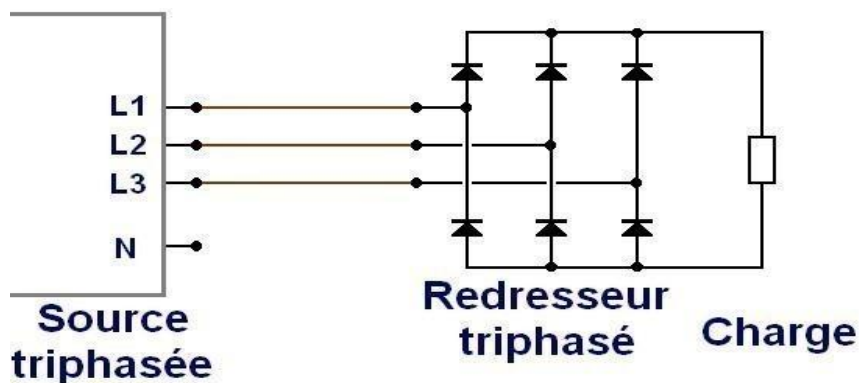 L1
L2
L3
N
Source
triphasée
Redresseur
triphasé
Charge